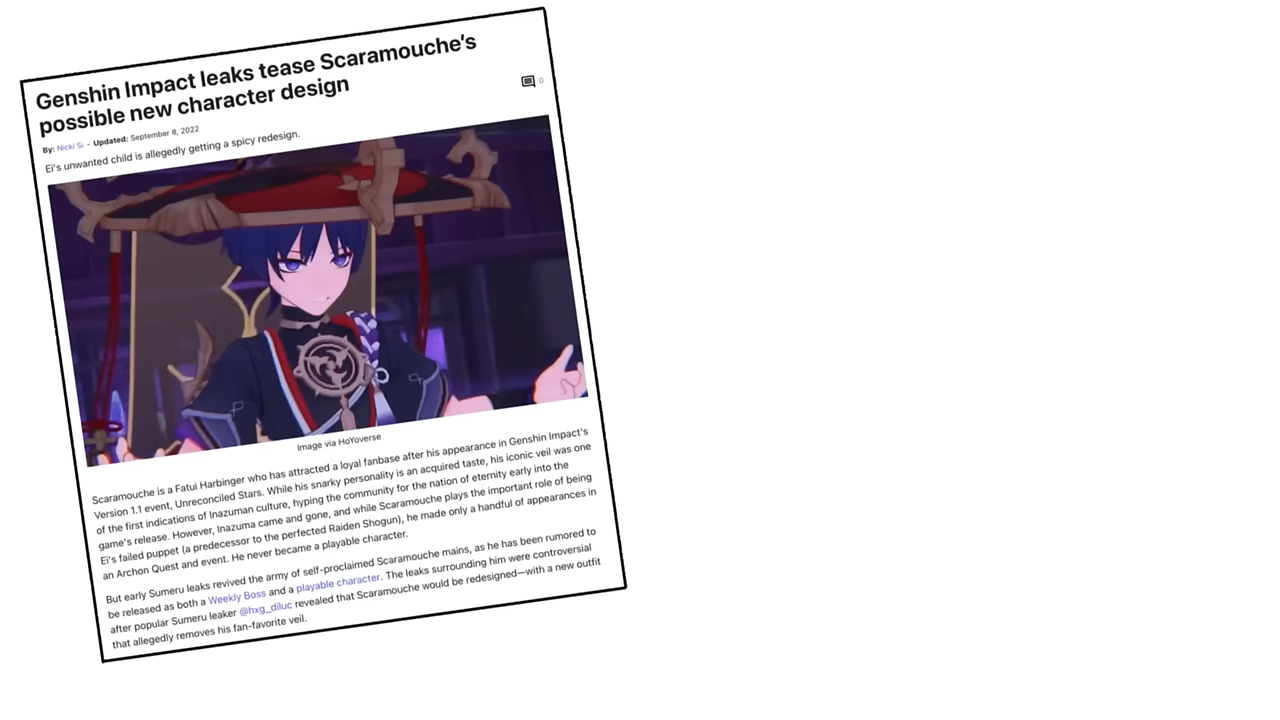 Genshin Impact leaks tease Scaramouche's
possible new character design
0
By: Nicki Si - Updated: September 8, 2022
Ei's unwanted child is allegedly getting a spicy redesign.
Image via HoYoverse
Scaramouche is a Fatui Harbinger who has attracted a loyal fanbase after his appearance in Genshin Impact's
Version 1.1 event, Unreconciled Stars. While his snarky personality is an acquired taste, his iconic veil was one
of the first indications of Inazuman culture, hyping the community for the nation of eternity early into the
game's release. However, Inazuma came and gone, and while Scaramouche plays the important role of being
Ei's failed puppet (a predecessor to the perfected Raiden Shogun), he made only a handful of appearances in
an Archon Quest and event. He never became a playable character.
But early Sumeru leaks revived the army of self-proclaimed Scaramouche mains, as he has been rumored to
be released as both a Weekly Boss and a playable character. The leaks surrounding him were controversial
after popular Sumeru leaker @hxg_diluc revealed that Scaramouche would be redesigned—with a new outfit
that allegedly removes his fan-favorite veil.